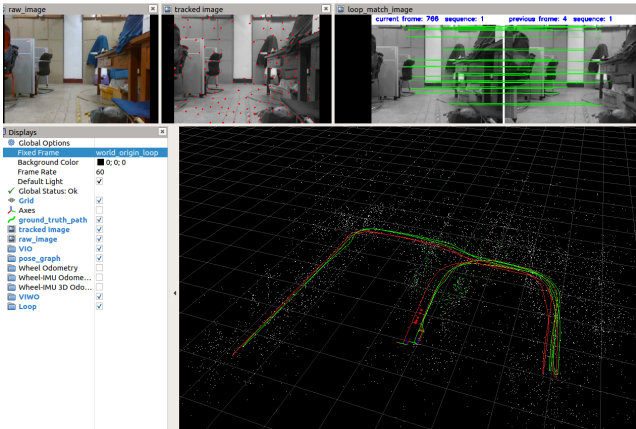 raw_image
tracked image
loop_match_image
current frame: 766 sequence: 1 previous frame: 4 sequence: 1
Displays
Global Options
Fixed Frame world_origin_loop
Background Color 0; 0; 0
Frame Rate 60
Default Light
Global Status: Ok
Grid
Axes
ground_truth_path
tracked image
raw_image
VIO
pose_graph
Wheel Odometry
Wheel-IMU Odome...
Wheel-IMU 3D Odo...
VIWO
Loop